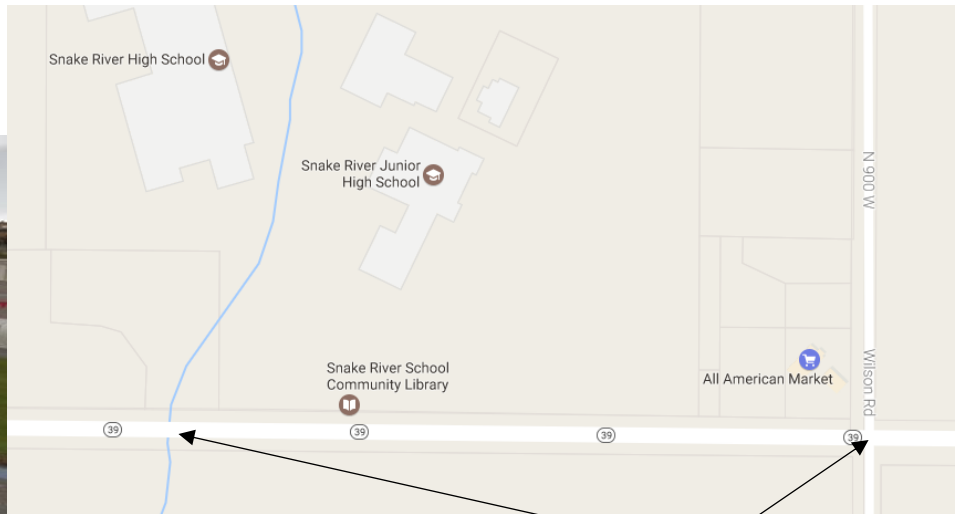 Snake River High School
Snake River Junior
High School
N 900 W
Snake River School
Community Library
Wilson Rd
All American Market
39
39
39
39